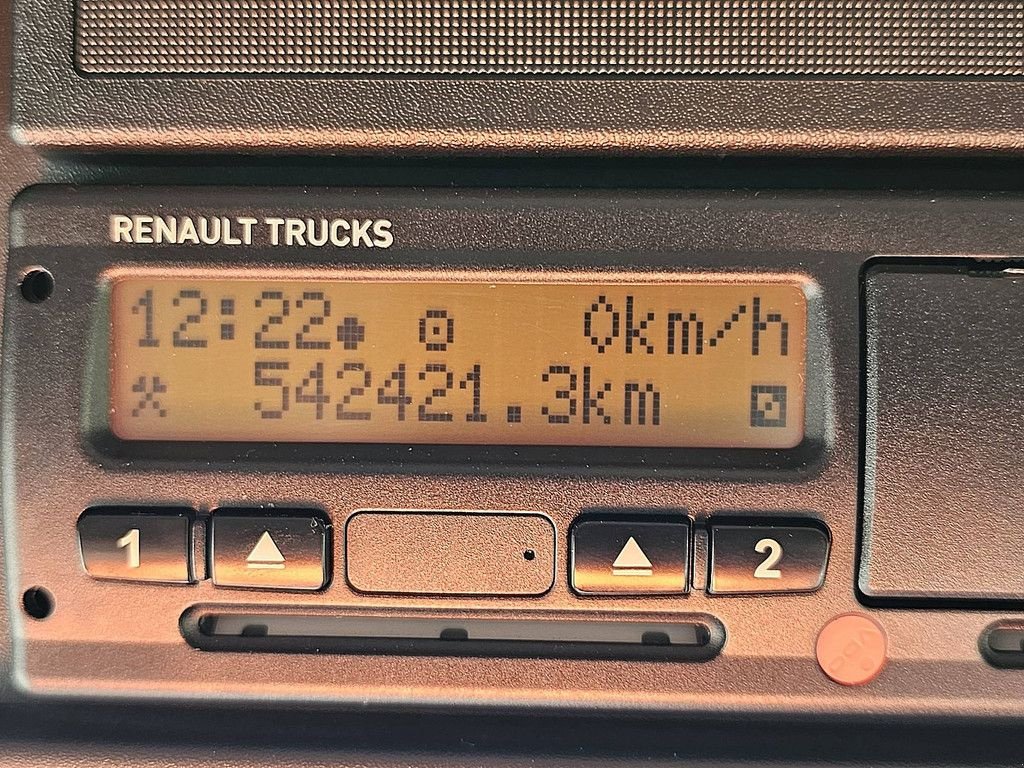 RENAULT TRUCKS
12:22 0km/h
542421.3km
1 2